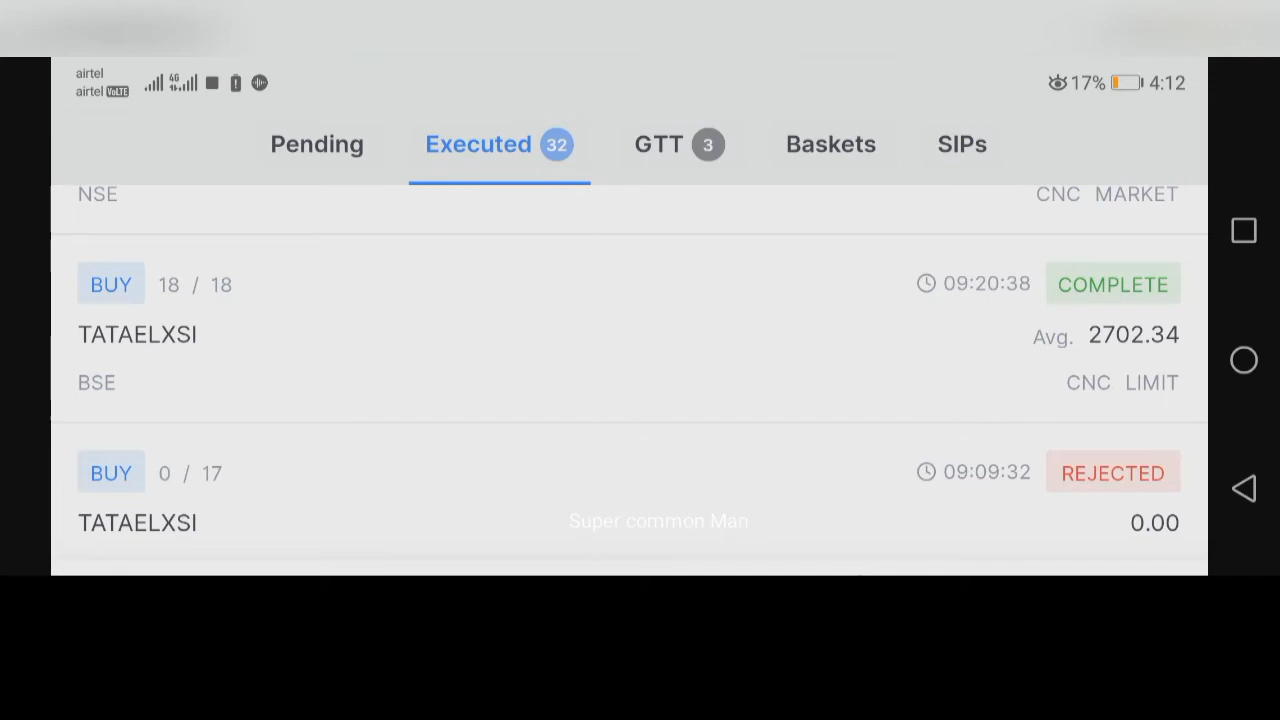 airtel
airtel VoLTE 4G 17% 4:12
Pending Executed 32 GTT 3 Baskets SIPs
NSE CNC MARKET
BUY 18 / 18 09:20:38 COMPLETE
TATAELXSI Avg. 2702.34
BSE CNC LIMIT
BUY 0 / 17 09:09:32 REJECTED
TATAELXSI Super common Man 0.00